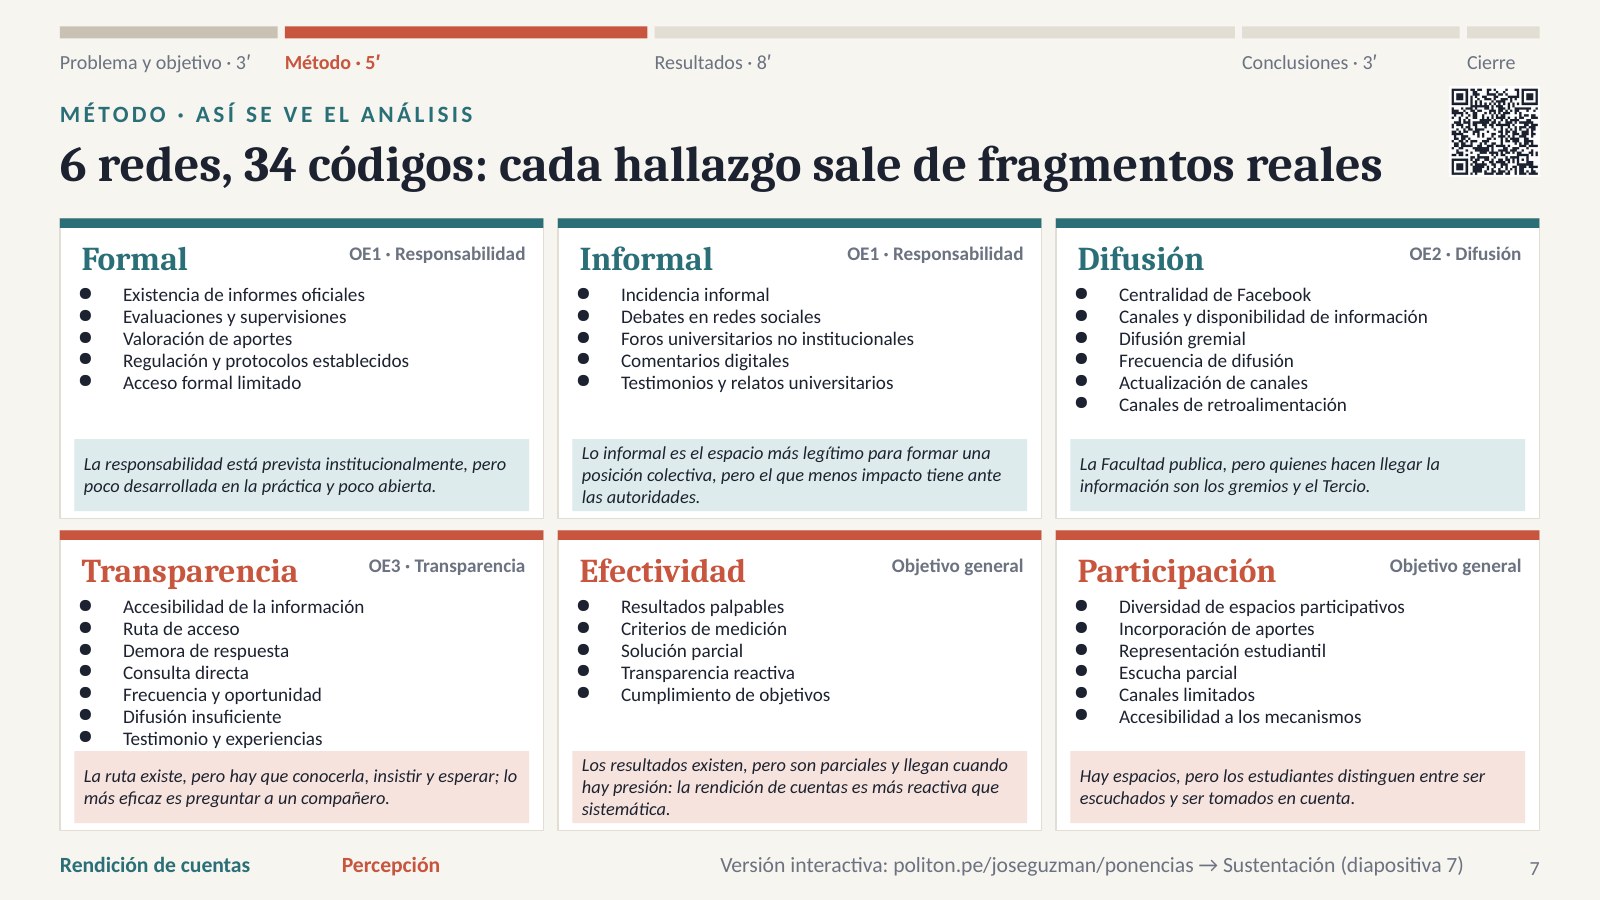 Problema y objetivo · 3′
Método · 5′
Resultados · 8′
Conclusiones · 3′
Cierre
MÉTODO · ASÍ SE VE EL ANÁLISIS
6 redes, 34 códigos: cada hallazgo sale de fragmentos reales
Formal
OE1 · Responsabilidad
Existencia de informes oficiales
Evaluaciones y supervisiones
Valoración de aportes
Regulación y protocolos establecidos
Acceso formal limitado
La responsabilidad está prevista institucionalmente, pero
poco desarrollada en la práctica y poco abierta.
Informal
OE1 · Responsabilidad
Incidencia informal
Debates en redes sociales
Foros universitarios no institucionales
Comentarios digitales
Testimonios y relatos universitarios
Lo informal es el espacio más legítimo para formar una
posición colectiva, pero el que menos impacto tiene ante
las autoridades.
Difusión
OE2 · Difusión
Centralidad de Facebook
Canales y disponibilidad de información
Difusión gremial
Frecuencia de difusión
Actualización de canales
Canales de retroalimentación
La Facultad publica, pero quienes hacen llegar la
información son los gremios y el Tercio.
Transparencia
OE3 · Transparencia
Accesibilidad de la información
Ruta de acceso
Demora de respuesta
Consulta directa
Frecuencia y oportunidad
Difusión insuficiente
Testimonio y experiencias
La ruta existe, pero hay que conocerla, insistir y esperar; lo
más eficaz es preguntar a un compañero.
Efectividad
Objetivo general
Resultados palpables
Criterios de medición
Solución parcial
Transparencia reactiva
Cumplimiento de objetivos
Los resultados existen, pero son parciales y llegan cuando
hay presión: la rendición de cuentas es más reactiva que
sistemática.
Participación
Objetivo general
Diversidad de espacios participativos
Incorporación de aportes
Representación estudiantil
Escucha parcial
Canales limitados
Accesibilidad a los mecanismos
Hay espacios, pero los estudiantes distinguen entre ser
escuchados y ser tomados en cuenta.
Rendición de cuentas
Percepción
Versión interactiva: politon.pe/joseguzman/ponencias → Sustentación (diapositiva 7)
7